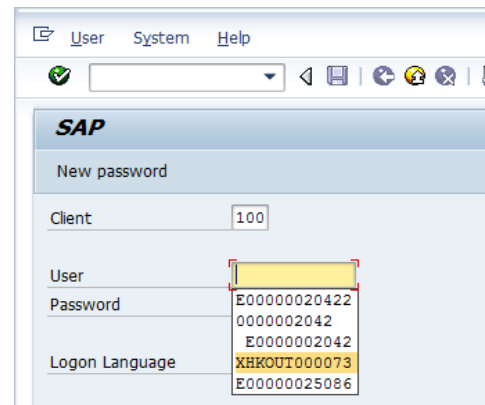 User System Help
SAP
New password
Client 100
User
Password
E00000020422
0000002042
E0000002042
Logon Language
XHKOUT000073
E00000025086